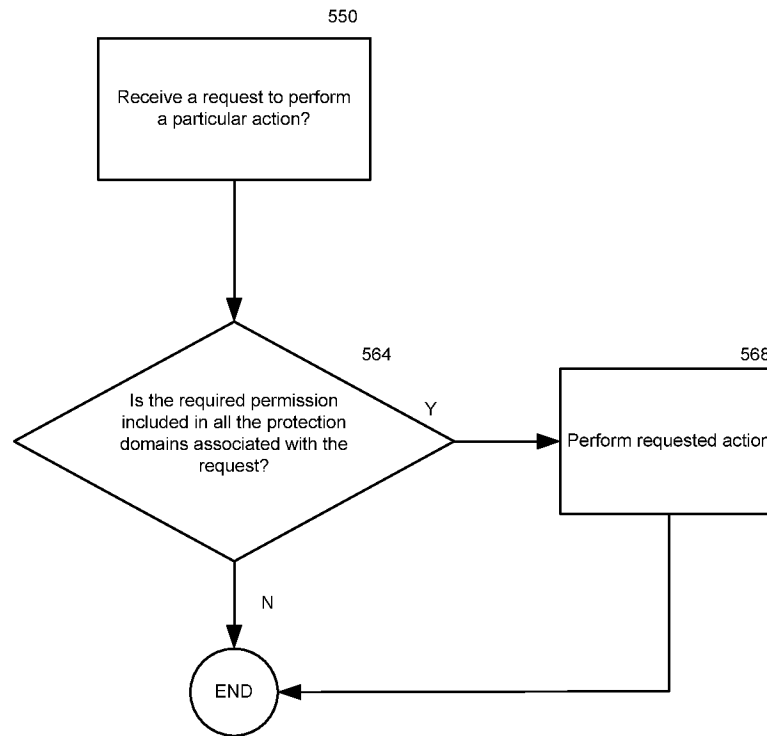 550
Receive a request to perform
a particular action?
564
568
Is the required permission
included in all the protection
domains associated with the
request?
Y
Perform requested action
N
END